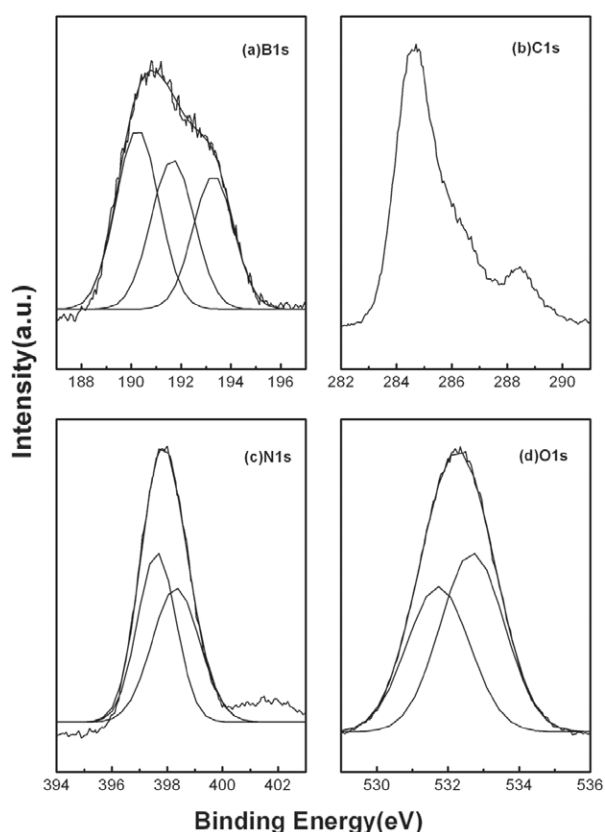 (a)B1s
(b)C1s
188 190 192 194 196
282 284 286 288 290
Intensity(a.u.)
(c)N1s
(d)O1s
394 396 398 400 402
530 532 534 536
Binding Energy(eV)